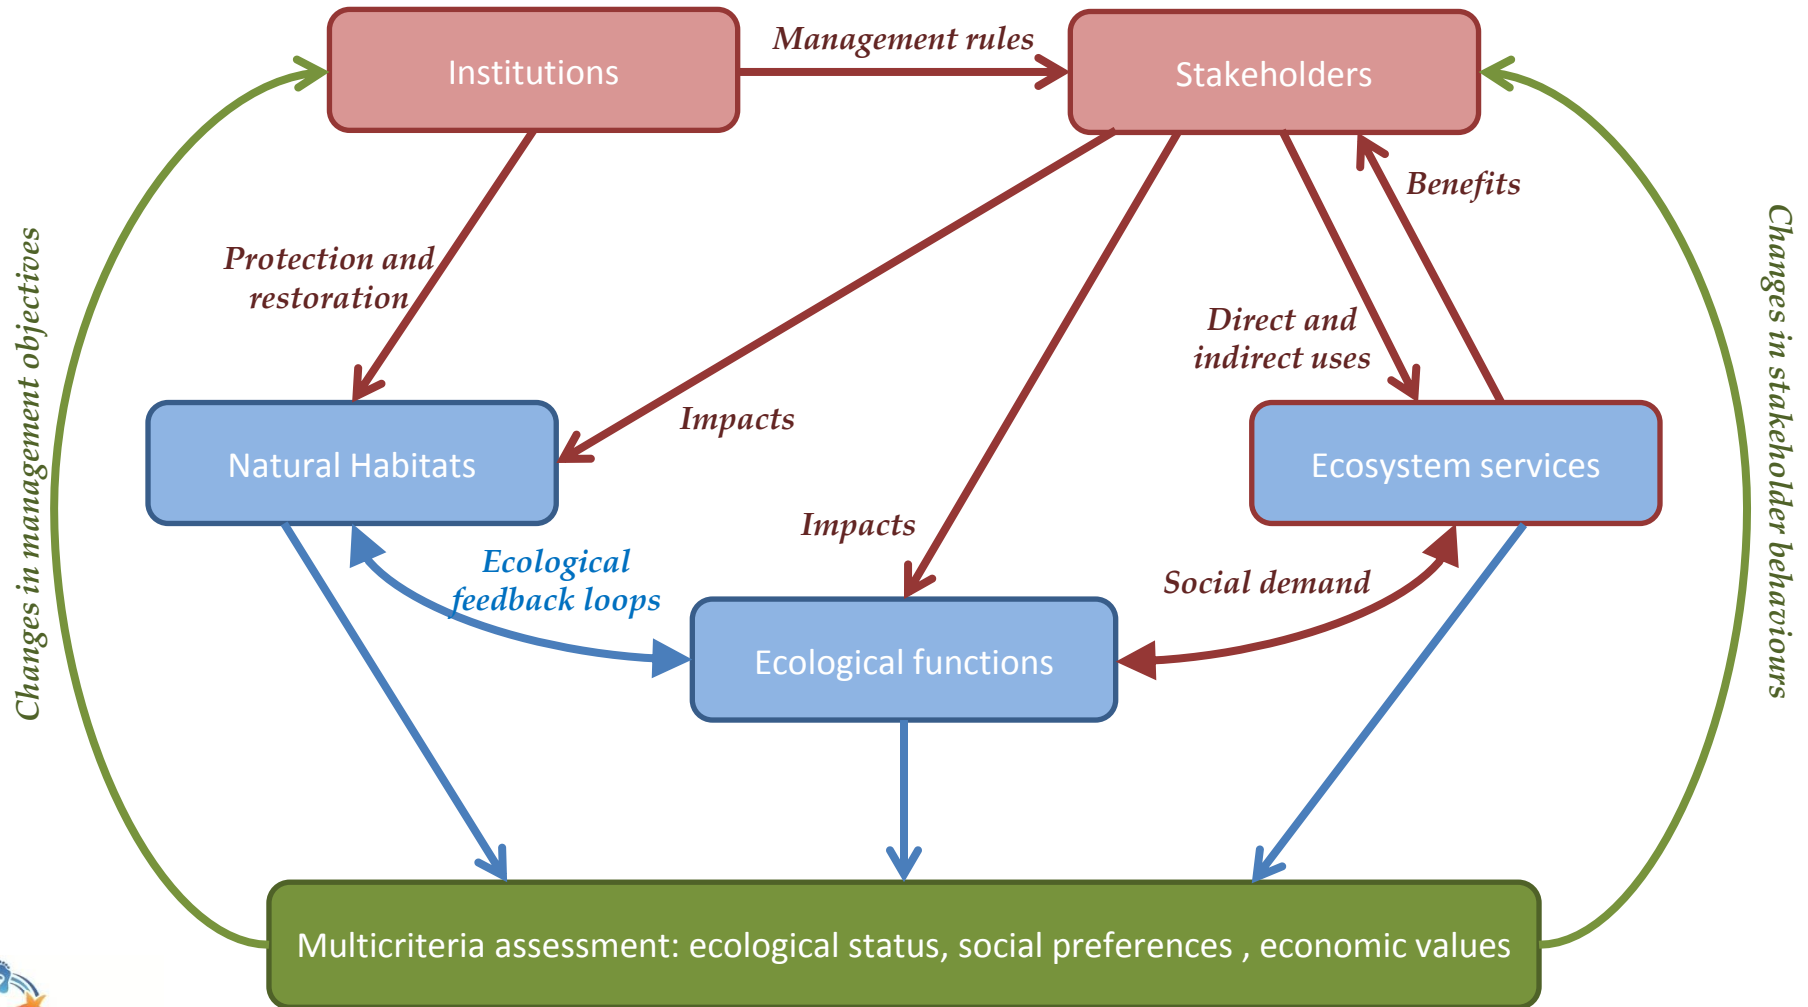 Management rules
Institutions
Stakeholders
Benefits
Protection and
restoration
Direct and
indirect uses
Changes in management objectives
Changes in stakeholder behaviours
Impacts
Natural Habitats
Ecosystem services
Impacts
Ecological
feedback loops
Social demand
Ecological functions
Multicriteria assessment: ecological status, social preferences , economic values